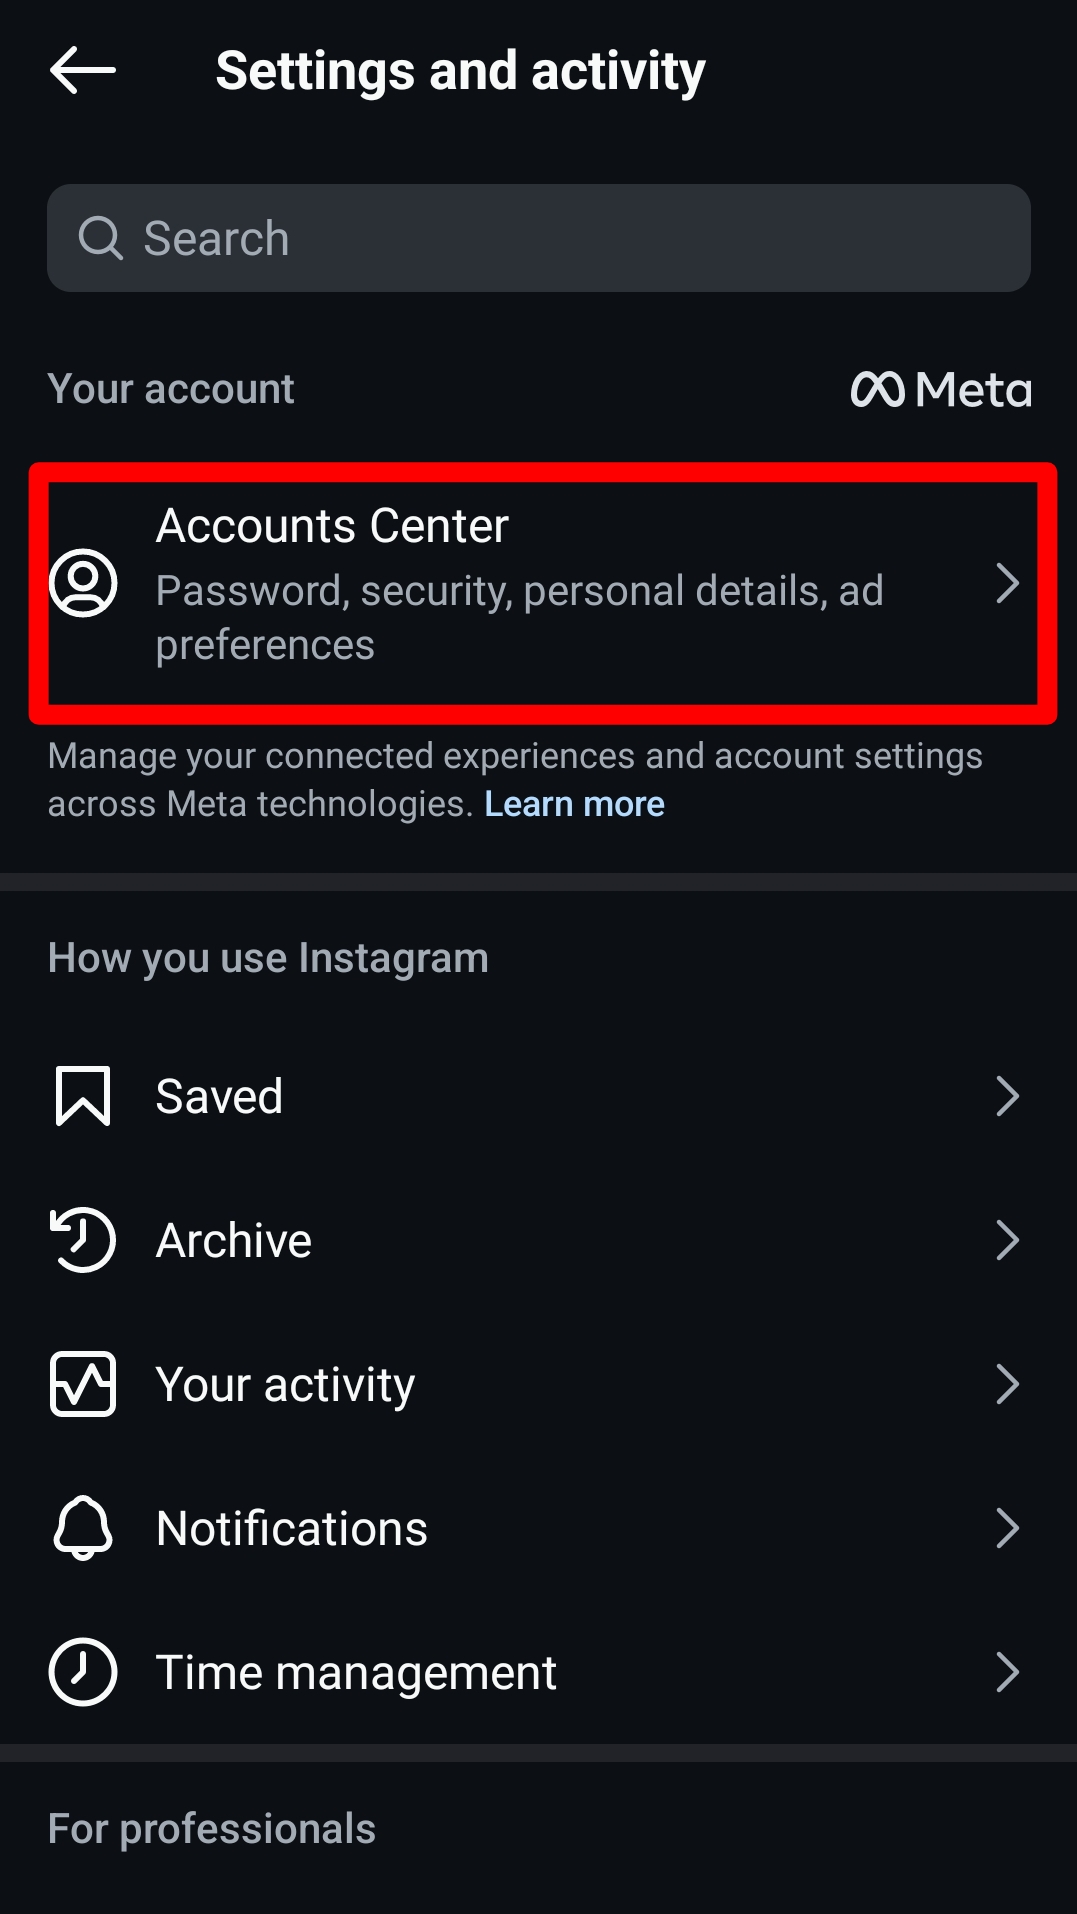 Settings and activity
Search
Your account
Meta
Accounts Center
Password, security, personal details, ad
preferences
Manage your connected experiences and account settings
across Meta technologies. Learn more
How you use Instagram
Saved
Archive
Your activity
Notifications
Time management
For professionals